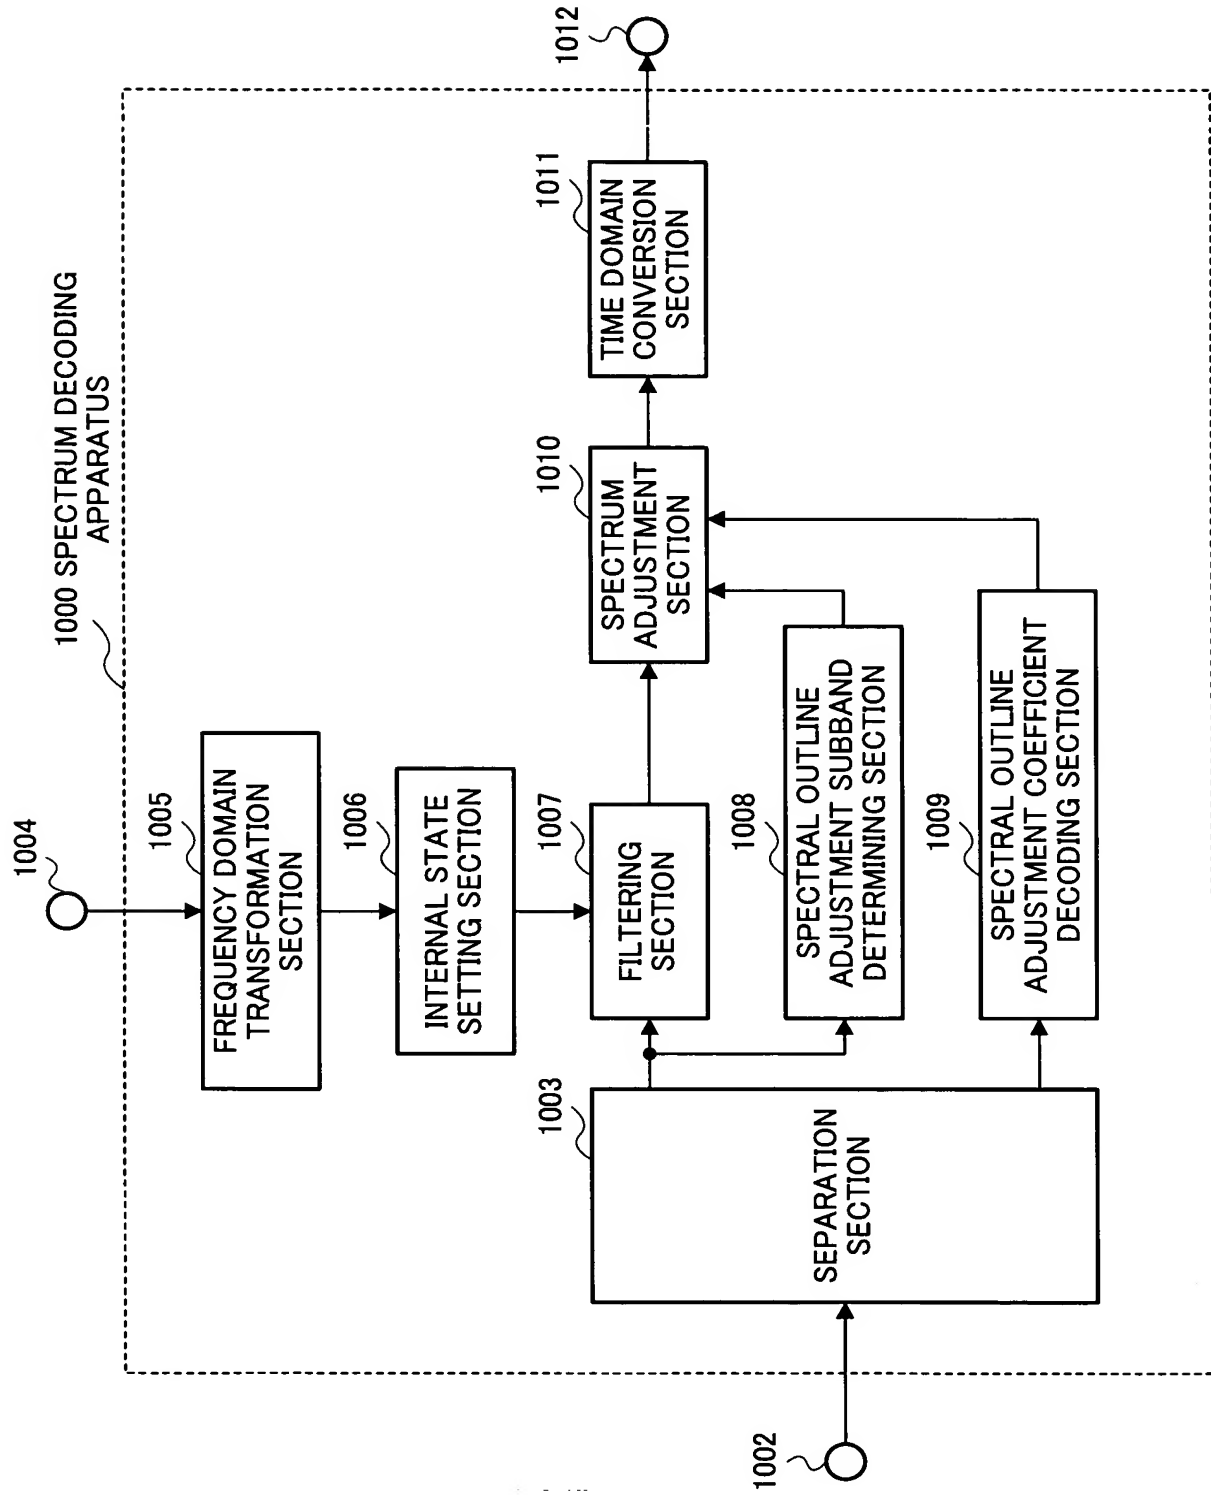 1000 SPECTRUM DECODING
APPARATUS
1004
1005
FREQUENCY DOMAIN
TRANSFORMATION
SECTION
1006
INTERNAL STATE
SETTING SECTION
1002
1003
SEPARATION
SECTION
1007
FILTERING
SECTION
1008
SPECTRAL OUTLINE
ADJUSTMENT SUBBAND
DETERMINING SECTION
1009
SPECTRAL OUTLINE
ADJUSTMENT COEFFICIENT
DECODING SECTION
1010
SPECTRUM
ADJUSTMENT
SECTION
1011
TIME DOMAIN
CONVERSION
SECTION
1012